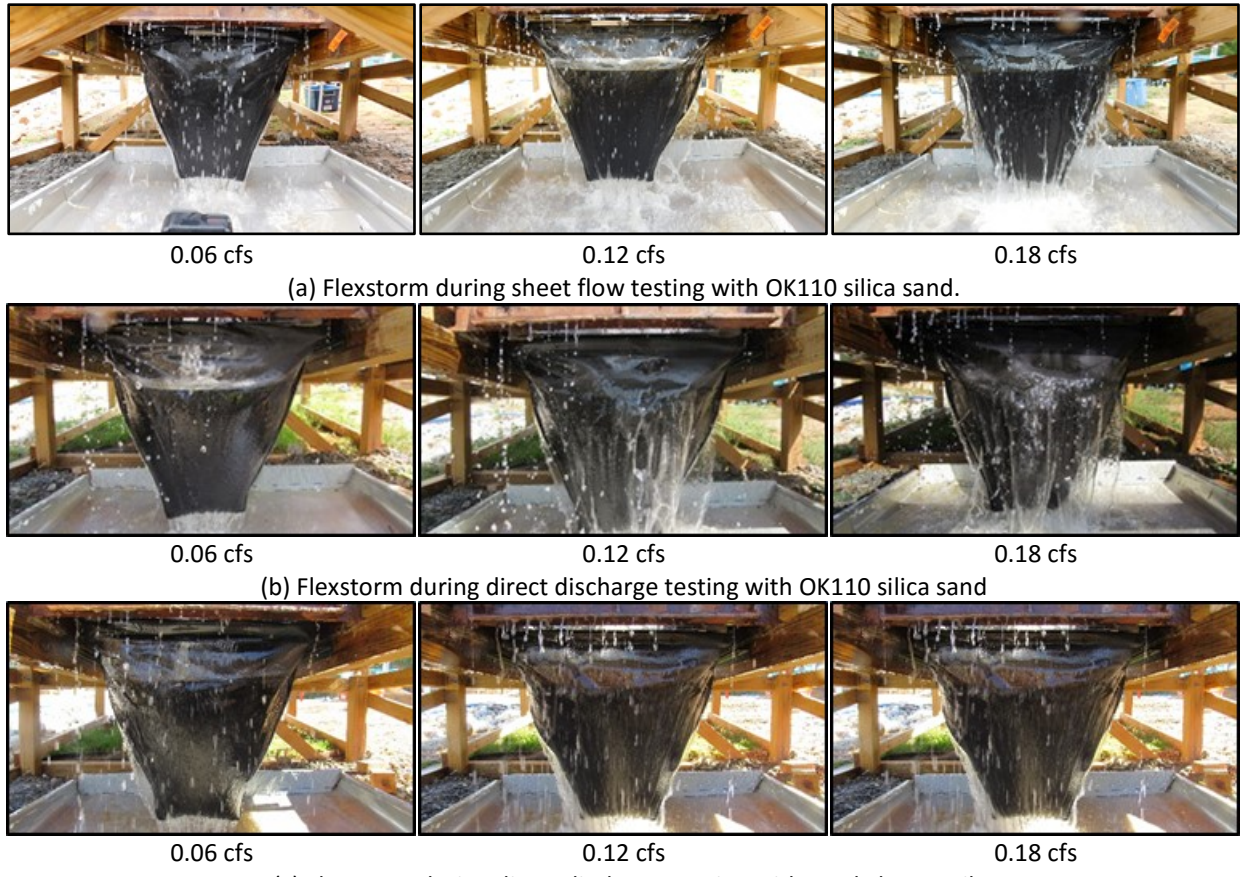 0.06 cfs 0.12 cfs 0.18 cfs
(a) Flexstorm during sheet flow testing with OK110 silica sand.
0.06 cfs 0.12 cfs 0.18 cfs
(b) Flexstorm during direct discharge testing with OK110 silica sand
0.06 cfs 0.12 cfs 0.18 cfs